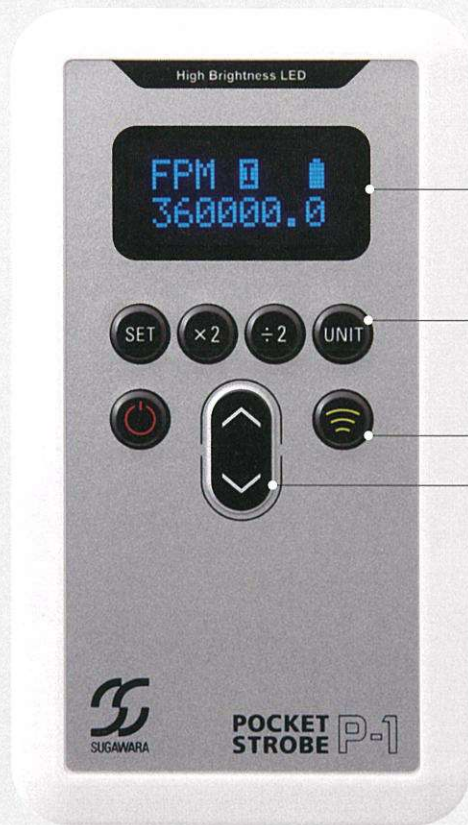 High Brightness LED
FPM I
360000.0
SET ×2 ÷2 UNIT
SUGAWARA
POCKET STROBE P-1